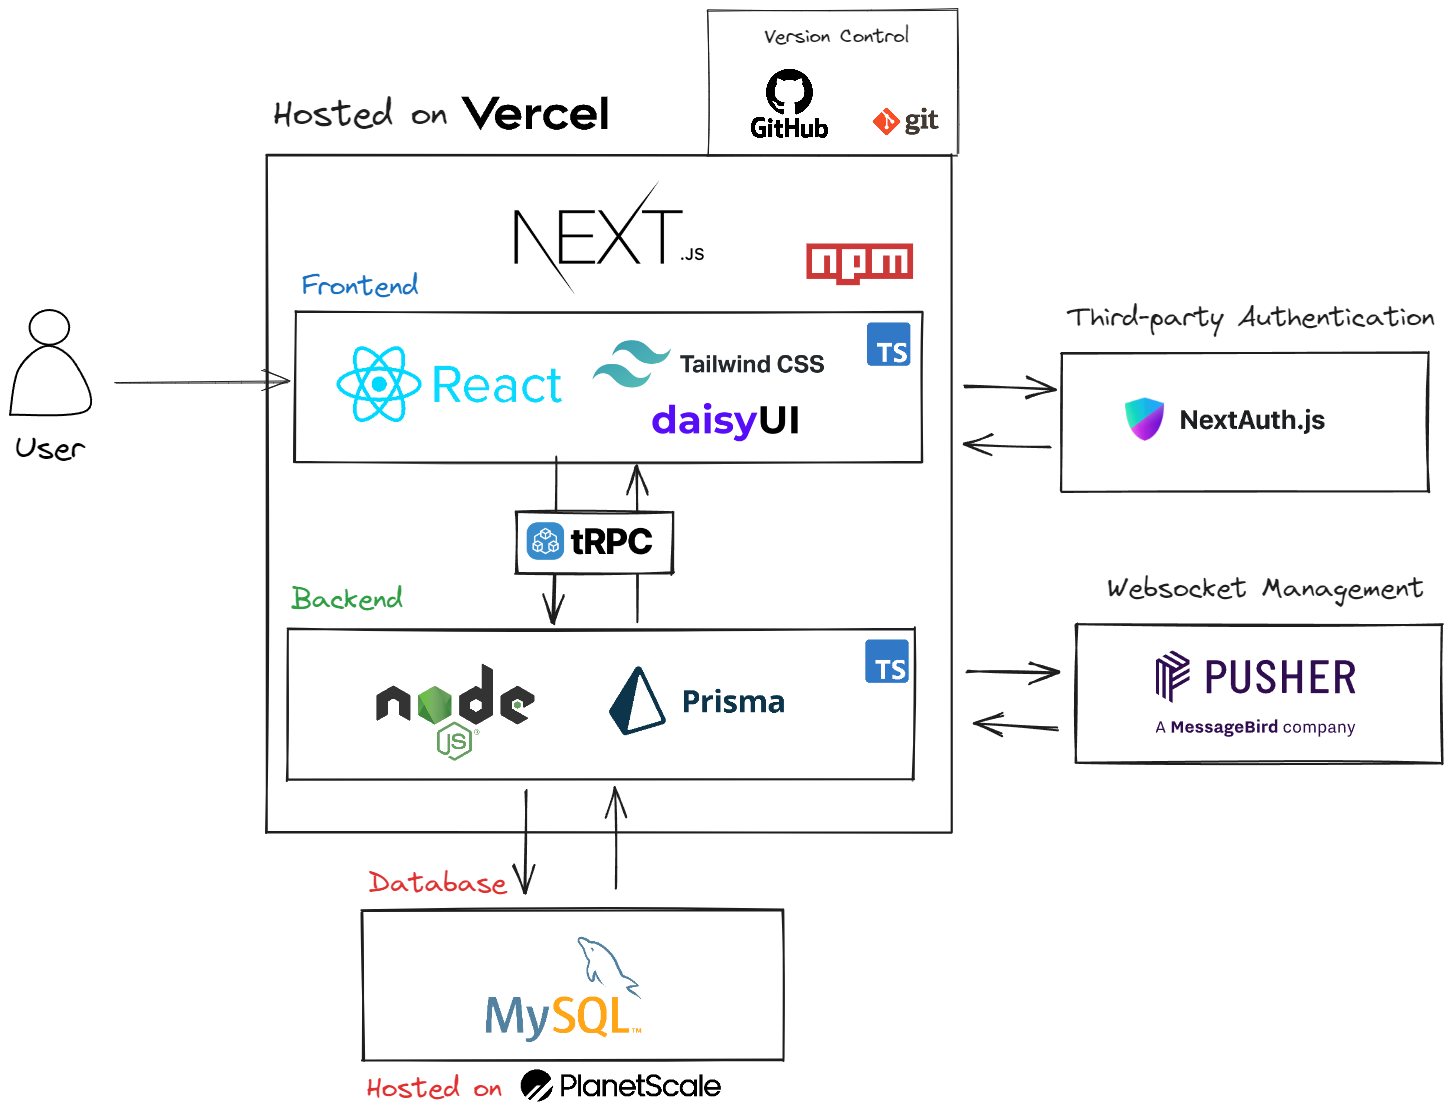 Version Control
GitHub
git
Hosted on Vercel
NEXT.JS
npm
Frontend
React
Tailwind CSS
daisyUI
TS
User
Third-party Authentication
NextAuth.js
tRPC
Backend
node
JS®
Prisma
TS
Websocket Management
PUSHER
A MessageBird company
Database
MySQL™
Hosted on PlanetScale